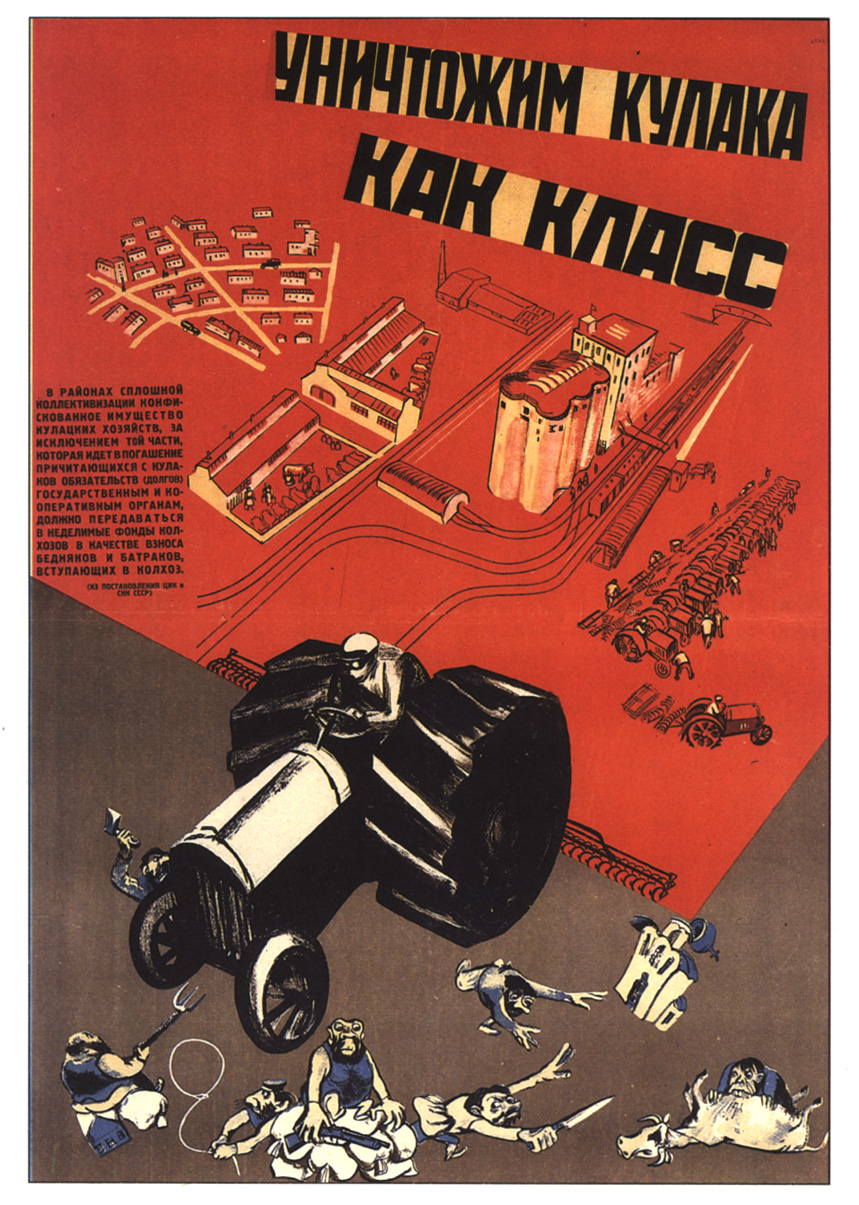 УНИЧТОЖИМ КУЛАКА
КАК КЛАСС
В РАЙОНАХ СПЛОШНОЙ
КОЛЛЕКТИВИЗАЦИИ КОНФИ-
СКОВАННОЕ ИМУЩЕСТВО
КУЛАЦКИХ ХОЗЯЙСТВ, ЗА
ИСКЛЮЧЕНИЕМ ТОЙ ЧАСТИ,
КОТОРАЯ ИДЕТ В ПОГАШЕНИЕ
ПРИЧИТАЮЩИХСЯ С КУЛА-
КОВ ОБЯЗАТЕЛЬСТВ (ДОЛГОВ)
ГОСУДАРСТВЕННЫМ И КО-
ОПЕРАТИВНЫМ ОРГАНАМ,
ДОЛЖНО ПЕРЕДАВАТЬСЯ
В НЕДЕЛИМЫЕ ФОНДЫ КОЛ-
ХОЗОВ В КАЧЕСТВЕ ВЗНОСА
БЕДНЯКОВ И БАТРАКОВ,
ВСТУПАЮЩИХ В КОЛХОЗ.
(ИЗ ПОСТАНОВЛЕНИЯ ЦИК и
СНК СССР)